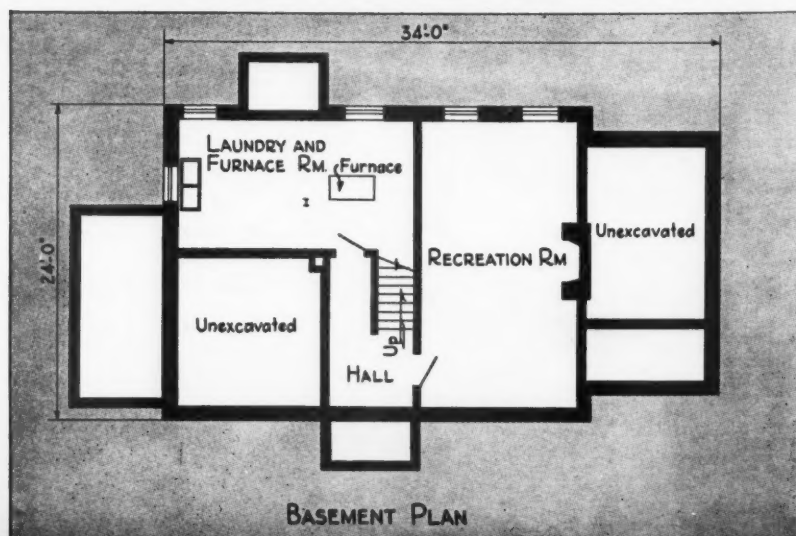 34'-0"
24'-0"
LAUNDRY AND
FURNACE RM.
Furnace
I
RECREATION RM
Unexcavated
Unexcavated
Up
HALL
BASEMENT PLAN